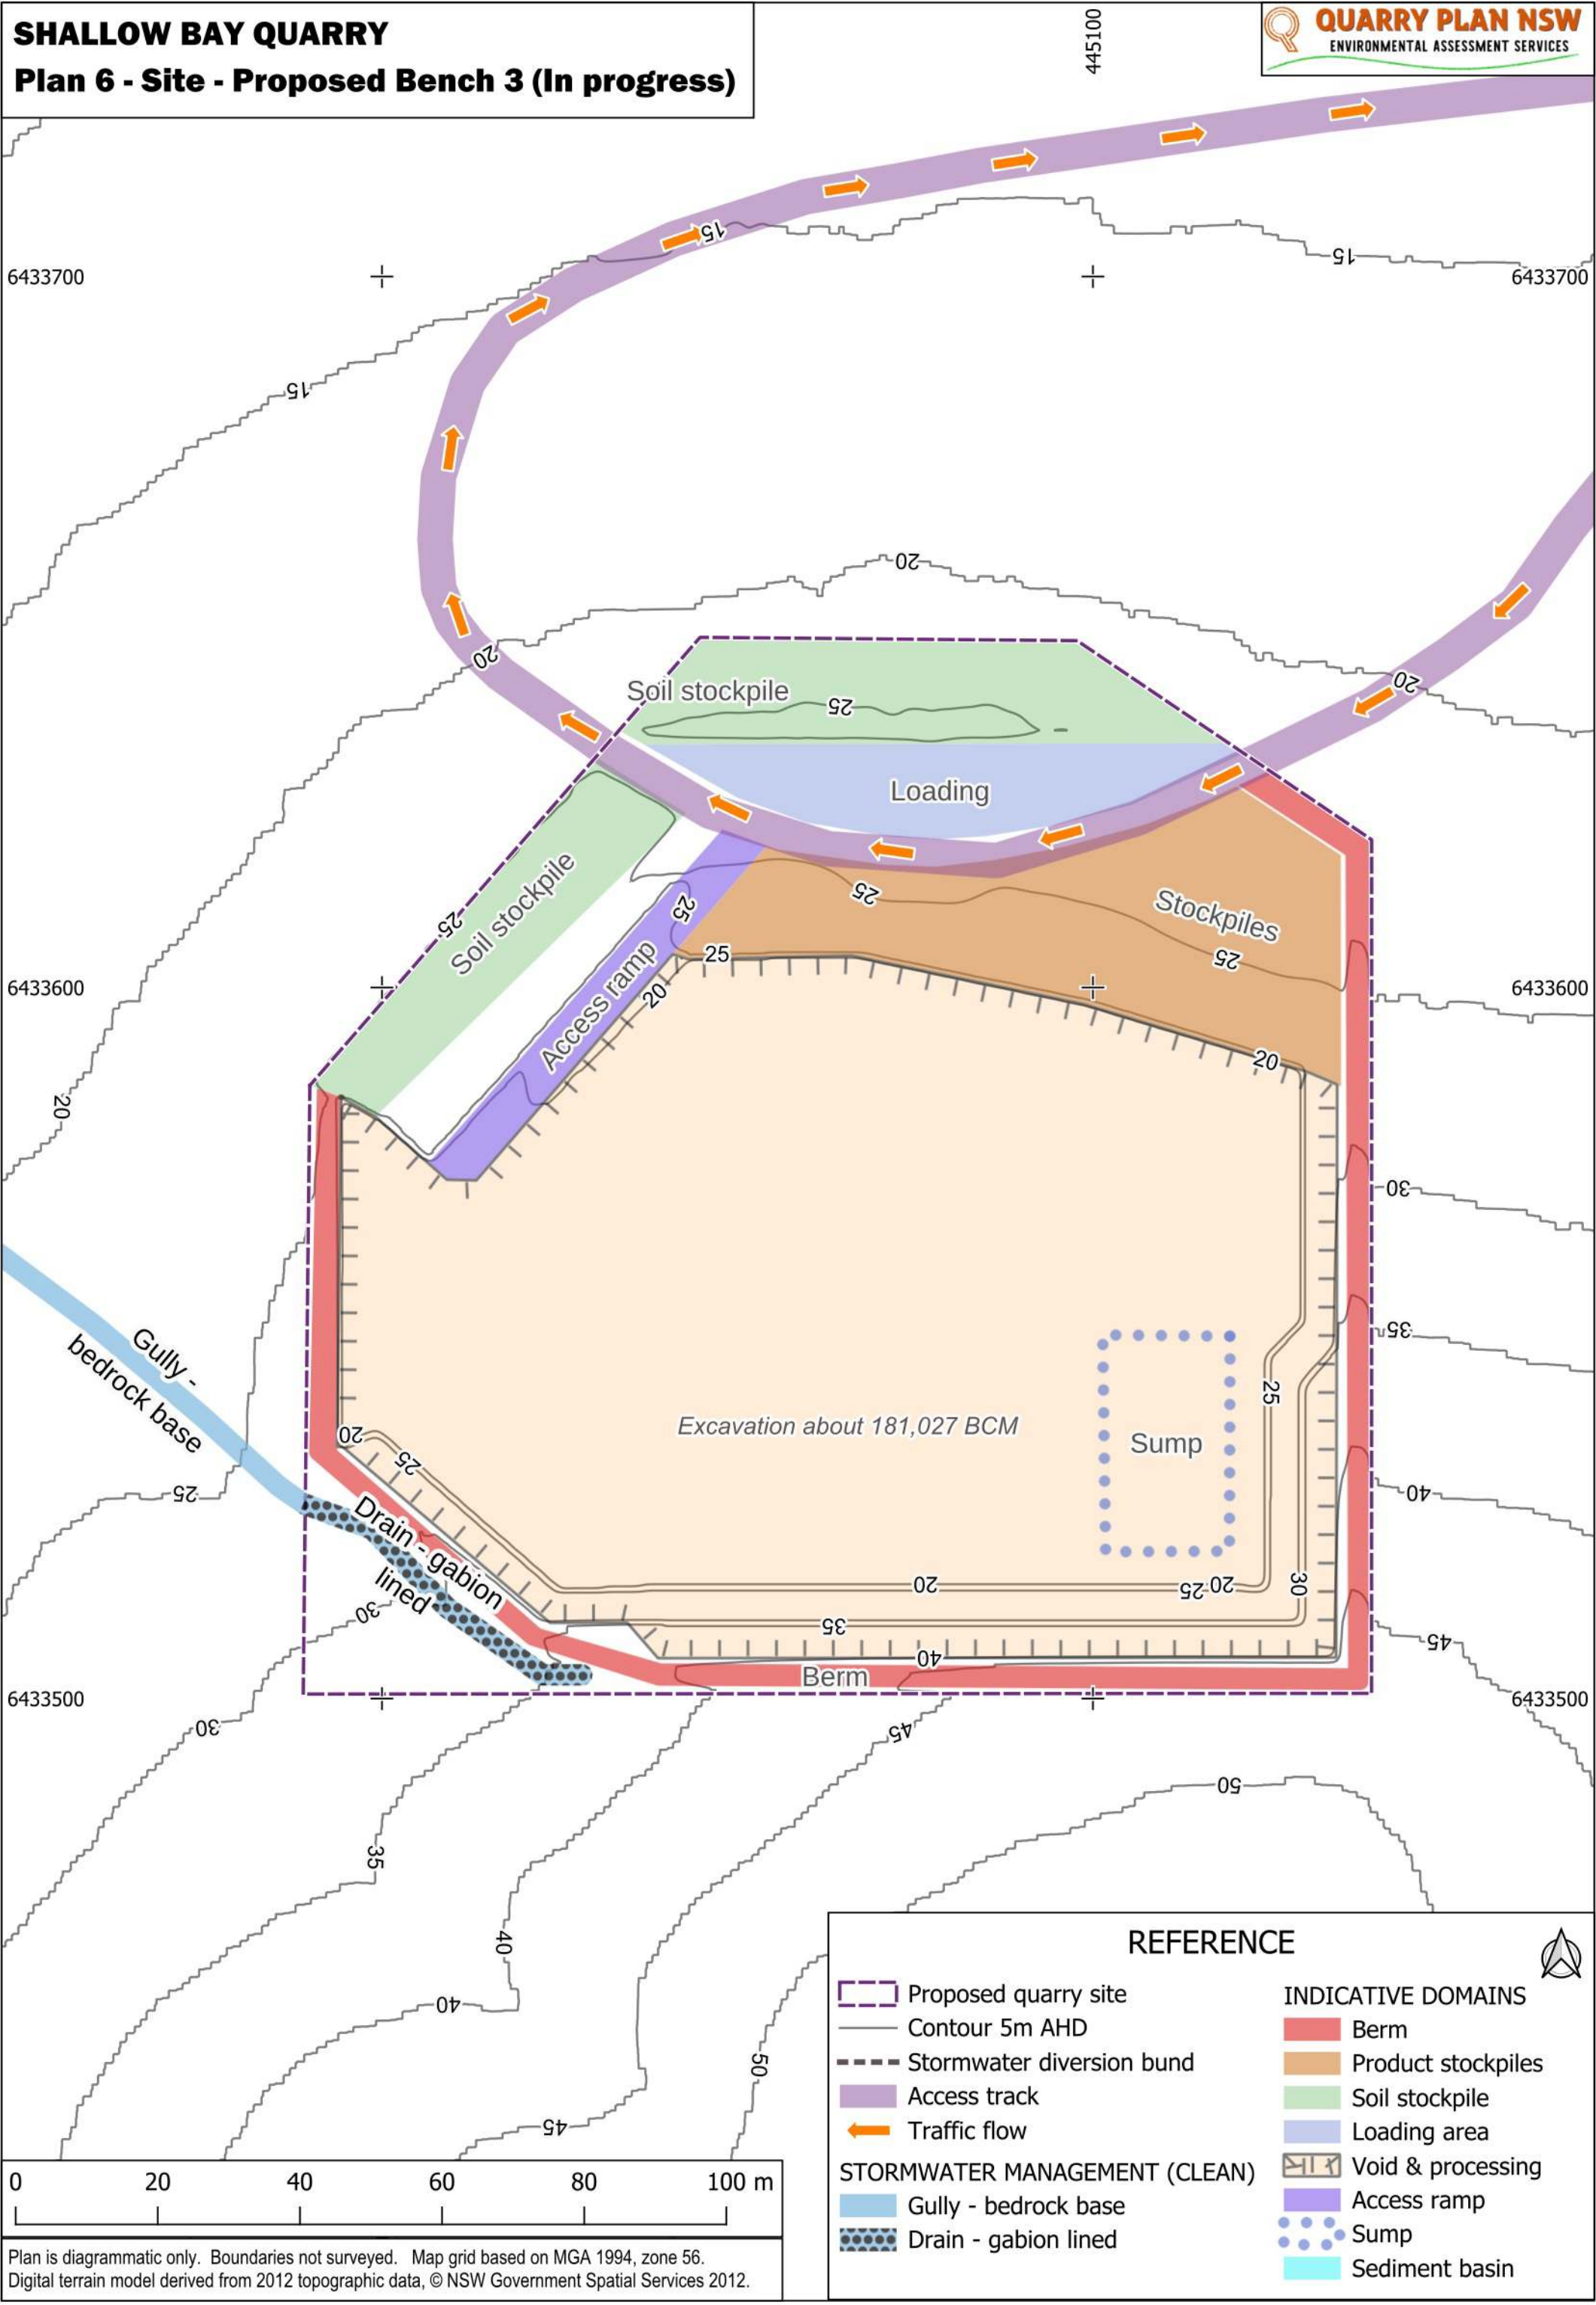 SHALLOW BAY QUARRY
Plan 6 - Site - Proposed Bench 3 (In progress)
445100
QUARRY PLAN NSW
ENVIRONMENTAL ASSESSMENT SERVICES
15
6433700
15
6433700
15
20
20
20
Soil stockpile
25
Loading
Soil stockpile
25
25
25
Stockpiles
25
25
Access ramp
20
6433600
6433600
20
20
30
35
Gully -
bedrock base
25
Excavation about 181,027 BCM
Sump
20
25
25
40
Drain - gabion
lined
30
20
25
20
30
35
40
45
Berm
6433500
6433500
30
45
50
35
40
40
50
45
REFERENCE
Proposed quarry site
Contour 5m AHD
Stormwater diversion bund
Access track
Traffic flow
STORMWATER MANAGEMENT (CLEAN)
Gully - bedrock base
Drain - gabion lined
INDICATIVE DOMAINS
Berm
Product stockpiles
Soil stockpile
Loading area
Void & processing
Access ramp
Sump
Sediment basin
0 20 40 60 80 100 m
Plan is diagrammatic only. Boundaries not surveyed. Map grid based on MGA 1994, zone 56.
Digital terrain model derived from 2012 topographic data, © NSW Government Spatial Services 2012.